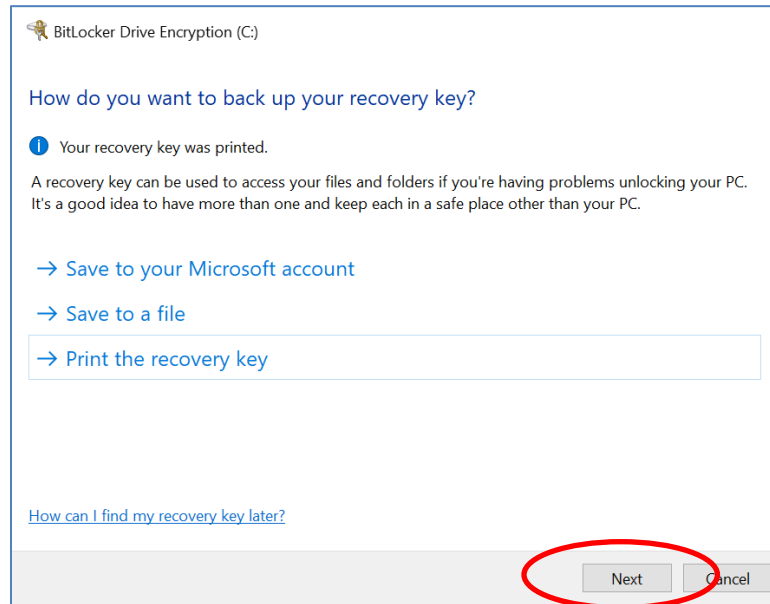 BitLocker Drive Encryption (C:)
How do you want to back up your recovery key?
i Your recovery key was printed.
A recovery key can be used to access your files and folders if you're having problems unlocking your PC.
It's a good idea to have more than one and keep each in a safe place other than your PC.
→ Save to your Microsoft account
→ Save to a file
→ Print the recovery key
How can I find my recovery key later?
Next Cancel